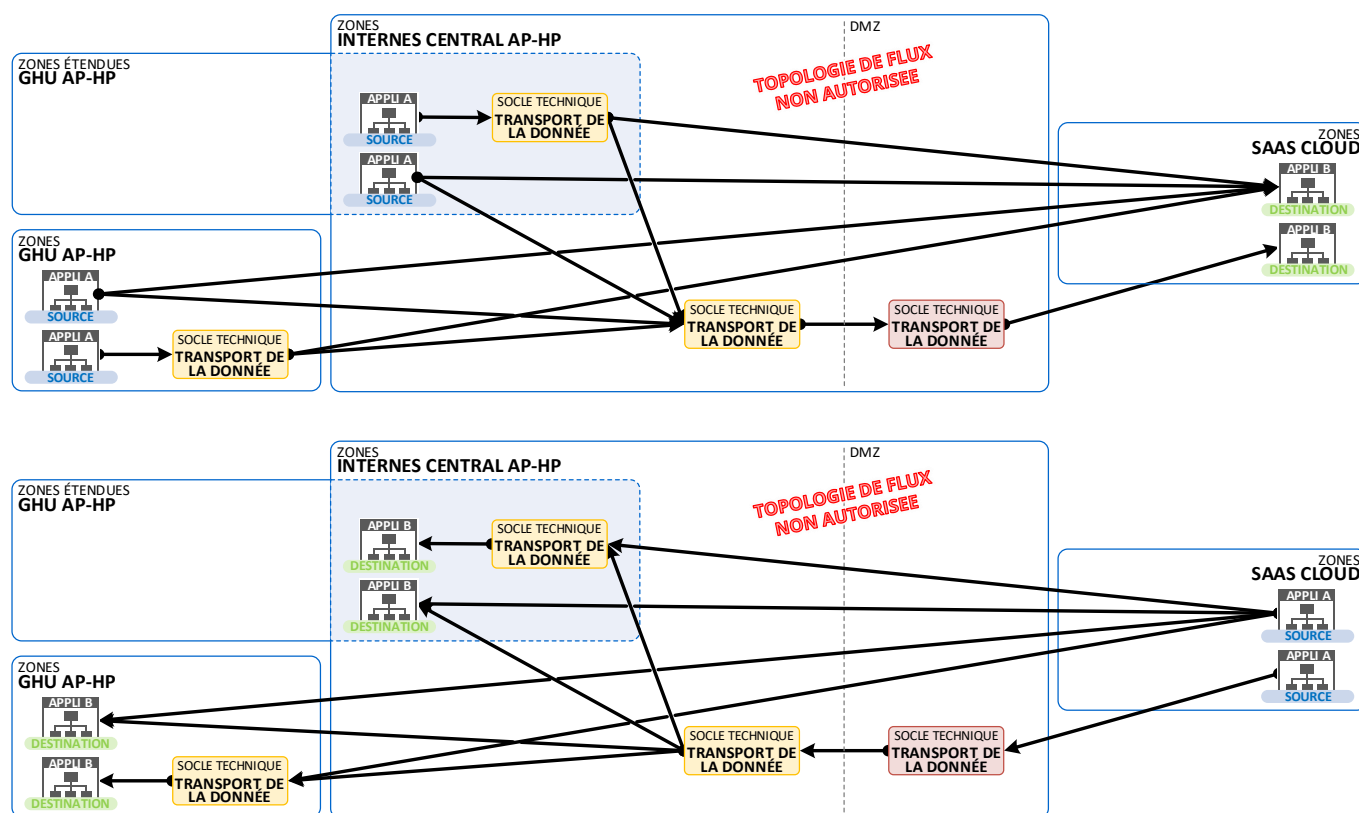 ZONES
INTERNES CENTRAL AP-HP
DMZ
TOPOLOGIE DE FLUX
NON AUTORISEE
ZONES ÉTENDUES
GHU AP-HP
APPLI A
SOURCE
SOCLE TECHNIQUE
TRANSPORT DE
LA DONNÉE
APPLI A
SOURCE
ZONES
SAAS CLOUD
APPLI B
DESTINATION
APPLI B
DESTINATION
ZONES
GHU AP-HP
APPLI A
SOURCE
APPLI A
SOURCE
SOCLE TECHNIQUE
TRANSPORT DE
LA DONNÉE
SOCLE TECHNIQUE
TRANSPORT DE
LA DONNÉE
SOCLE TECHNIQUE
TRANSPORT DE
LA DONNÉE
ZONES
INTERNES CENTRAL AP-HP
DMZ
TOPOLOGIE DE FLUX
NON AUTORISEE
ZONES ÉTENDUES
GHU AP-HP
APPLI B
DESTINATION
SOCLE TECHNIQUE
TRANSPORT DE
LA DONNÉE
APPLI B
DESTINATION
ZONES
SAAS CLOUD
APPLI A
SOURCE
APPLI A
SOURCE
ZONES
GHU AP-HP
APPLI B
DESTINATION
APPLI B
DESTINATION
SOCLE TECHNIQUE
TRANSPORT DE
LA DONNÉE
SOCLE TECHNIQUE
TRANSPORT DE
LA DONNÉE
SOCLE TECHNIQUE
TRANSPORT DE
LA DONNÉE